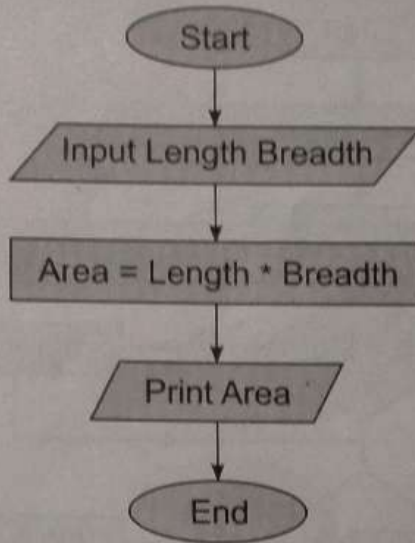 Start
Input Length Breadth
Area = Length * Breadth
Print Area
End